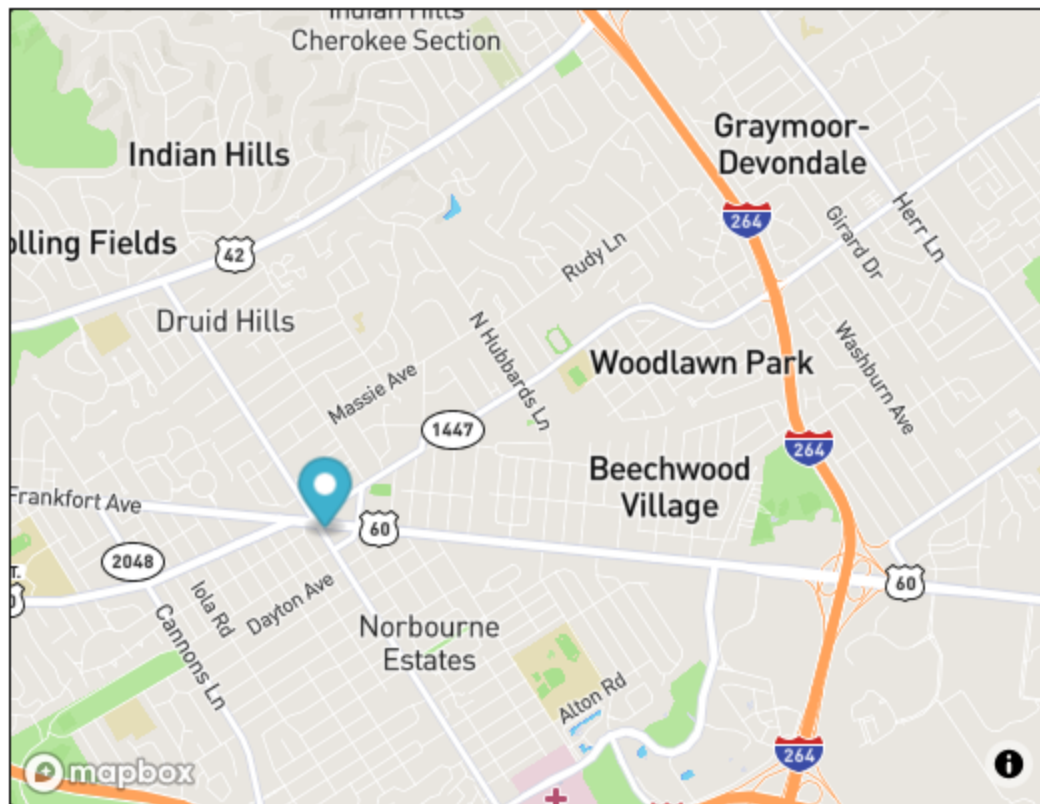 Indian Hills
Cherokee Section
Graymoor-
Devondale
Indian Hills
264
Herr Ln
Girard Dr
olling Fields
42
Rudy Ln
Druid Hills
N Hubbards Ln
Washburn Ave
Woodlawn Park
Massie Ave
1447
264
Beechwood
Village
Frankfort Ave
60
2048
T.
60
Iola Rd
Dayton Ave
Cannons Ln
Norbourne
Estates
Alton Rd
264
mapbox
i